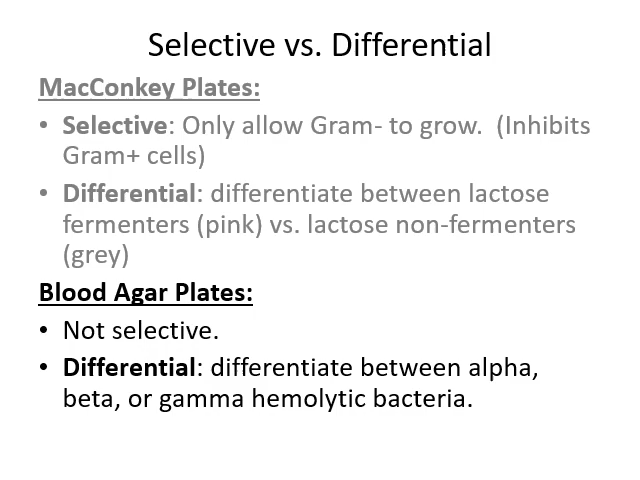 Selective vs. Differential
MacConkey Plates:
• Selective: Only allow Gram- to grow.  (Inhibits
Gram+ cells)
• Differential: differentiate between lactose
fermenters (pink) vs. lactose non-fermenters
(grey)
Blood Agar Plates:
• Not selective.
• Differential: differentiate between alpha,
beta, or gamma hemolytic bacteria.